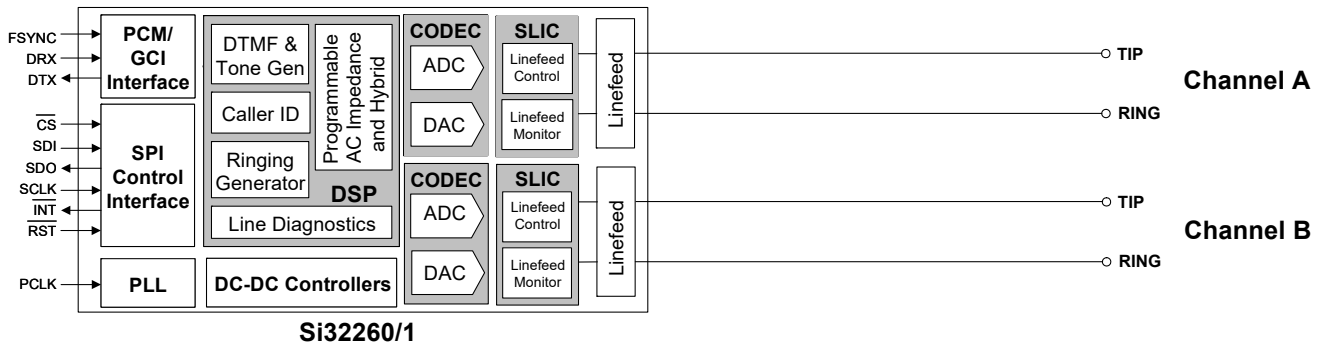 FSYNC
DRX
DTX
PCM/
GCI
Interface
CS
SDI
SDO
SCLK
INT
RST
SPI
Control
Interface
PCLK
PLL
DTMF &
Tone Gen
Caller ID
Ringing
Generator
Programmable
AC Impedance
and Hybrid
DSP
Line Diagnostics
DC-DC Controllers
CODEC
ADC
DAC
SLIC
Linefeed
Control
Linefeed
Monitor
Linefeed
TIP
RING
Channel A
CODEC
ADC
DAC
SLIC
Linefeed
Control
Linefeed
Monitor
Linefeed
TIP
RING
Channel B
Si32260/1